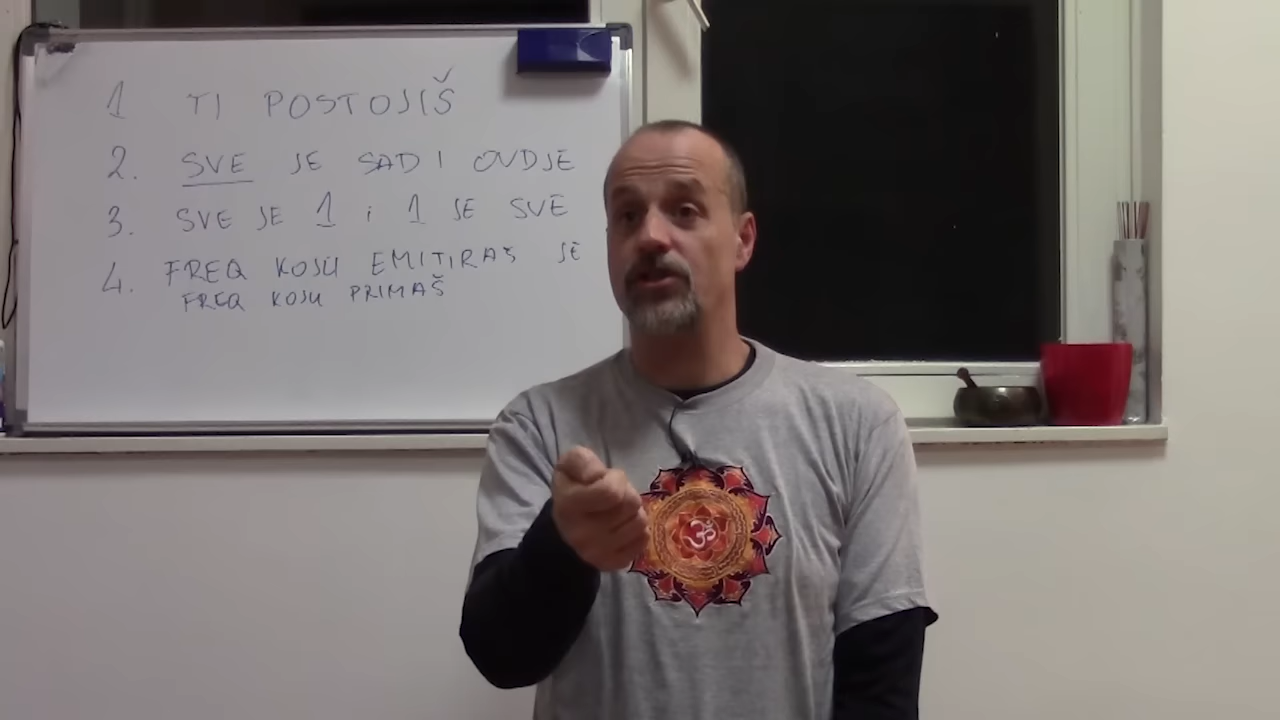 1 TI POSTOJIŠ
2. SVE JE SAD I OVDJE
3. SVE JE 1 i 1 JE SVE
4. FREQ KOJU EMITIRAŠ JE
FREQ KOJU PRIMAŠ
ॐ